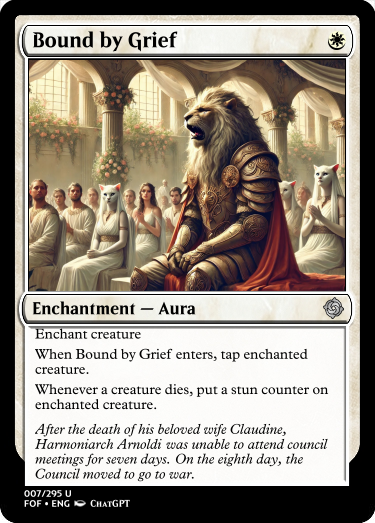 Bound by Grief
Enchantment — Aura
Enchant creature
When Bound by Grief enters, tap enchanted
creature.
Whenever a creature dies, put a stun counter on
enchanted creature.
After the death of his beloved wife Claudine,
Harmoniarch Arnoldi was unable to attend council
meetings for seven days. On the eighth day, the
Council moved to go to war.
007/295 U
FOF • ENG ChatGPT